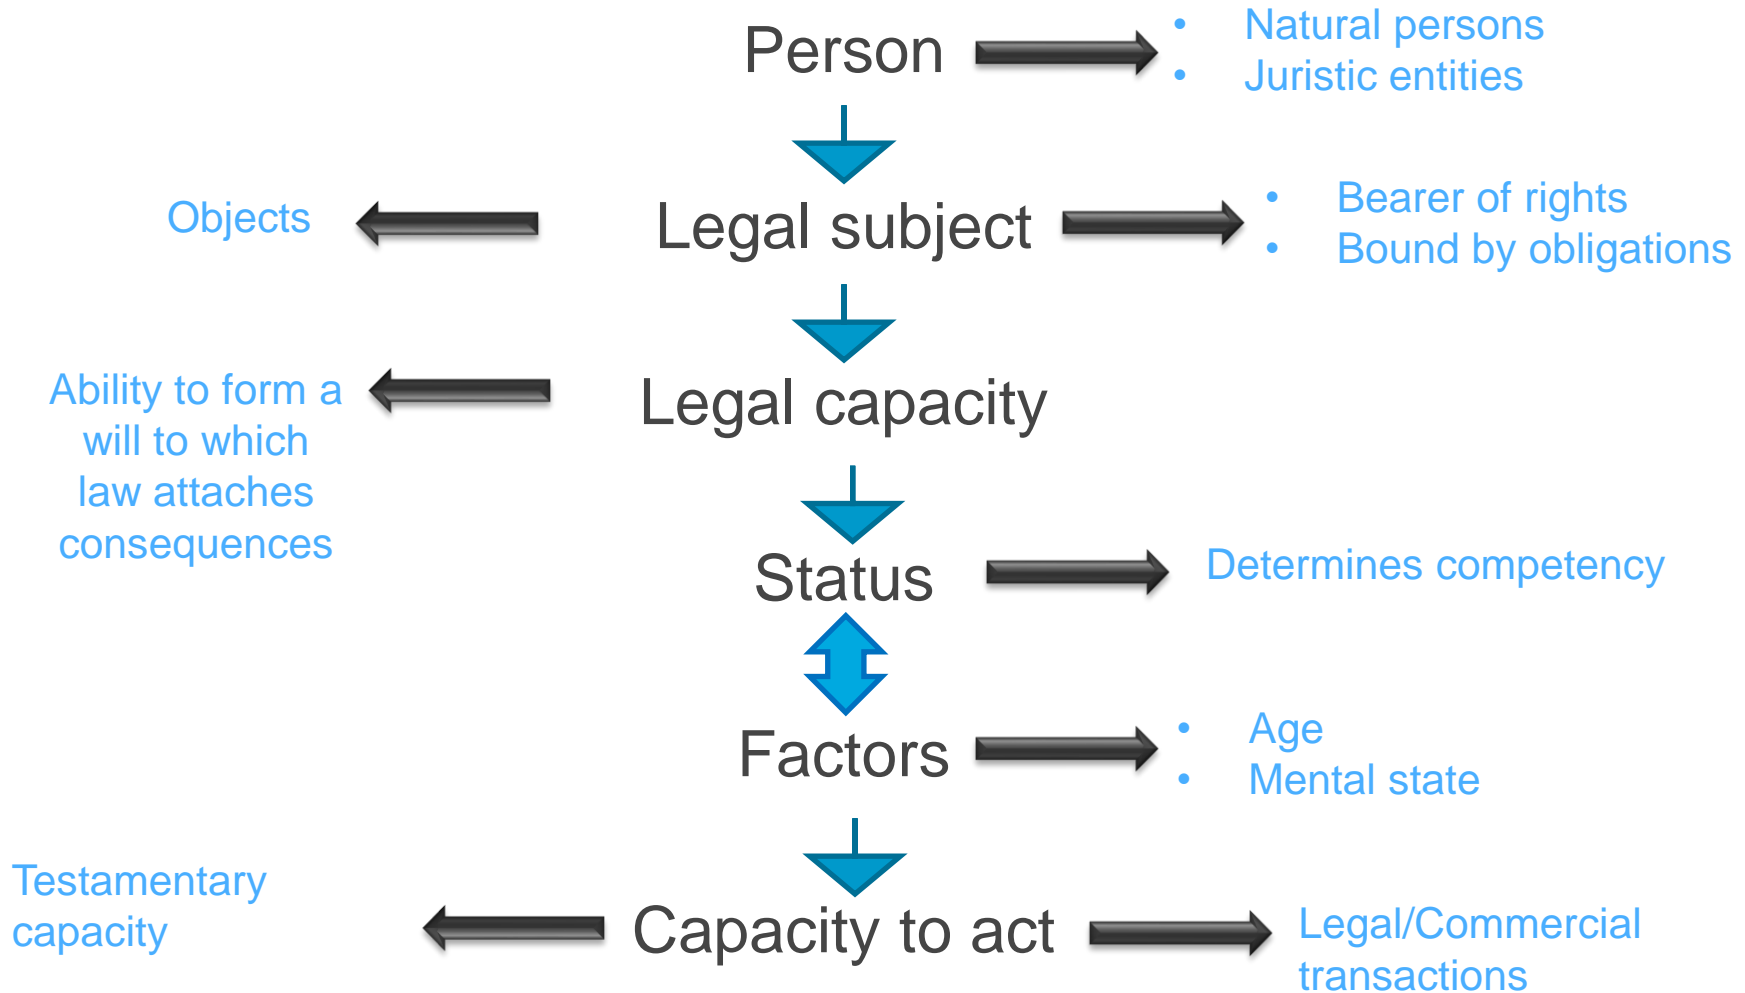 Person
• Natural persons
• Juristic entities
Objects
Legal subject
• Bearer of rights
• Bound by obligations
Ability to form a
will to which
law attaches
consequences
Legal capacity
Status
Determines competency
Factors
• Age
• Mental state
Testamentary
capacity
Capacity to act
Legal/Commercial
transactions